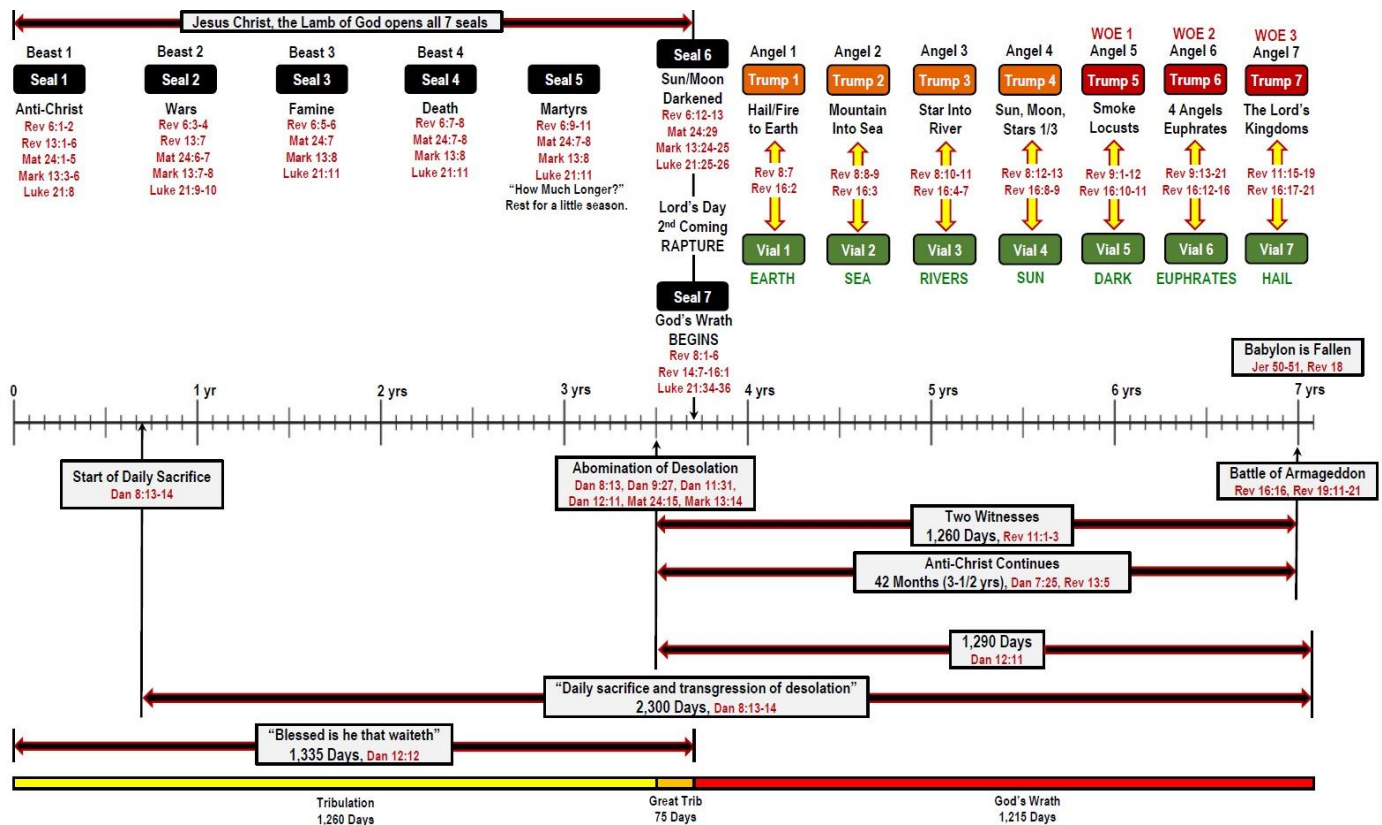 Jesus Christ, the Lamb of God opens all 7 seals
Beast 1
Seal 1
Anti-Christ
Rev 6:1-2
Rev 13:1-6
Mat 24:1-5
Mark 13:3-6
Luke 21:8
Beast 2
Seal 2
Wars
Rev 6:3-4
Rev 13:7
Mat 24:6-7
Mark 13:7-8
Luke 21:9-10
Beast 3
Seal 3
Famine
Rev 6:5-6
Mat 24:7
Mark 13:8
Luke 21:11
Beast 4
Seal 4
Death
Rev 6:7-8
Mat 24:7-8
Mark 13:8
Luke 21:11
Seal 5
Martyrs
Rev 6:9-11
Mat 24:7-8
Mark 13:8
Luke 21:11
“How Much Longer?”
Rest for a little season.
Seal 6
Sun/Moon
Darkened
Rev 6:12-13
Mat 24:29
Mark 13:24-25
Luke 21:25-26
Lord’s Day
2nd Coming
RAPTURE
Seal 7
God’s Wrath
BEGINS
Rev 8:1-6
Rev 14:7-16:1
Luke 21:34-36
Angel 1
Trump 1
Hail/Fire
to Earth
Rev 8:7
Rev 16:2
Vial 1
EARTH
Angel 2
Trump 2
Mountain
Into Sea
Rev 8:8-9
Rev 16:3
Vial 2
SEA
Angel 3
Trump 3
Star Into
River
Rev 8:10-11
Rev 16:4-7
Vial 3
RIVERS
Angel 4
Trump 4
Sun, Moon,
Stars 1/3
Rev 8:12-13
Rev 16:8-9
Vial 4
SUN
WOE 1
Angel 5
Trump 5
Smoke
Locusts
Rev 9:1-12
Rev 16:10-11
Vial 5
DARK
WOE 2
Angel 6
Trump 6
4 Angels
Euphrates
Rev 9:13-21
Rev 16:12-16
Vial 6
EUPHRATES
WOE 3
Angel 7
Trump 7
The Lord’s
Kingdoms
Rev 11:15-19
Rev 16:17-21
Vial 7
HAIL
Babylon is Fallen
Jer 50-51, Rev 18
0
1 yr
2 yrs
3 yrs
4 yrs
5 yrs
6 yrs
7 yrs
Start of Daily Sacrifice
Dan 8:13-14
Abomination of Desolation
Dan 8:13, Dan 9:27, Dan 11:31,
Dan 12:11, Mat 24:15, Mark 13:14
Battle of Armageddon
Rev 16:16, Rev 19:11-21
Two Witnesses
1,260 Days, Rev 11:1-3
Anti-Christ Continues
42 Months (3-1/2 yrs), Dan 7:25, Rev 13:5
1,290 Days
Dan 12:11
“Daily sacrifice and transgression of desolation”
2,300 Days, Dan 8:13-14
“Blessed is he that waiteth”
1,335 Days, Dan 12:12
Tribulation
1,260 Days
Great Trib
75 Days
God’s Wrath
1,215 Days